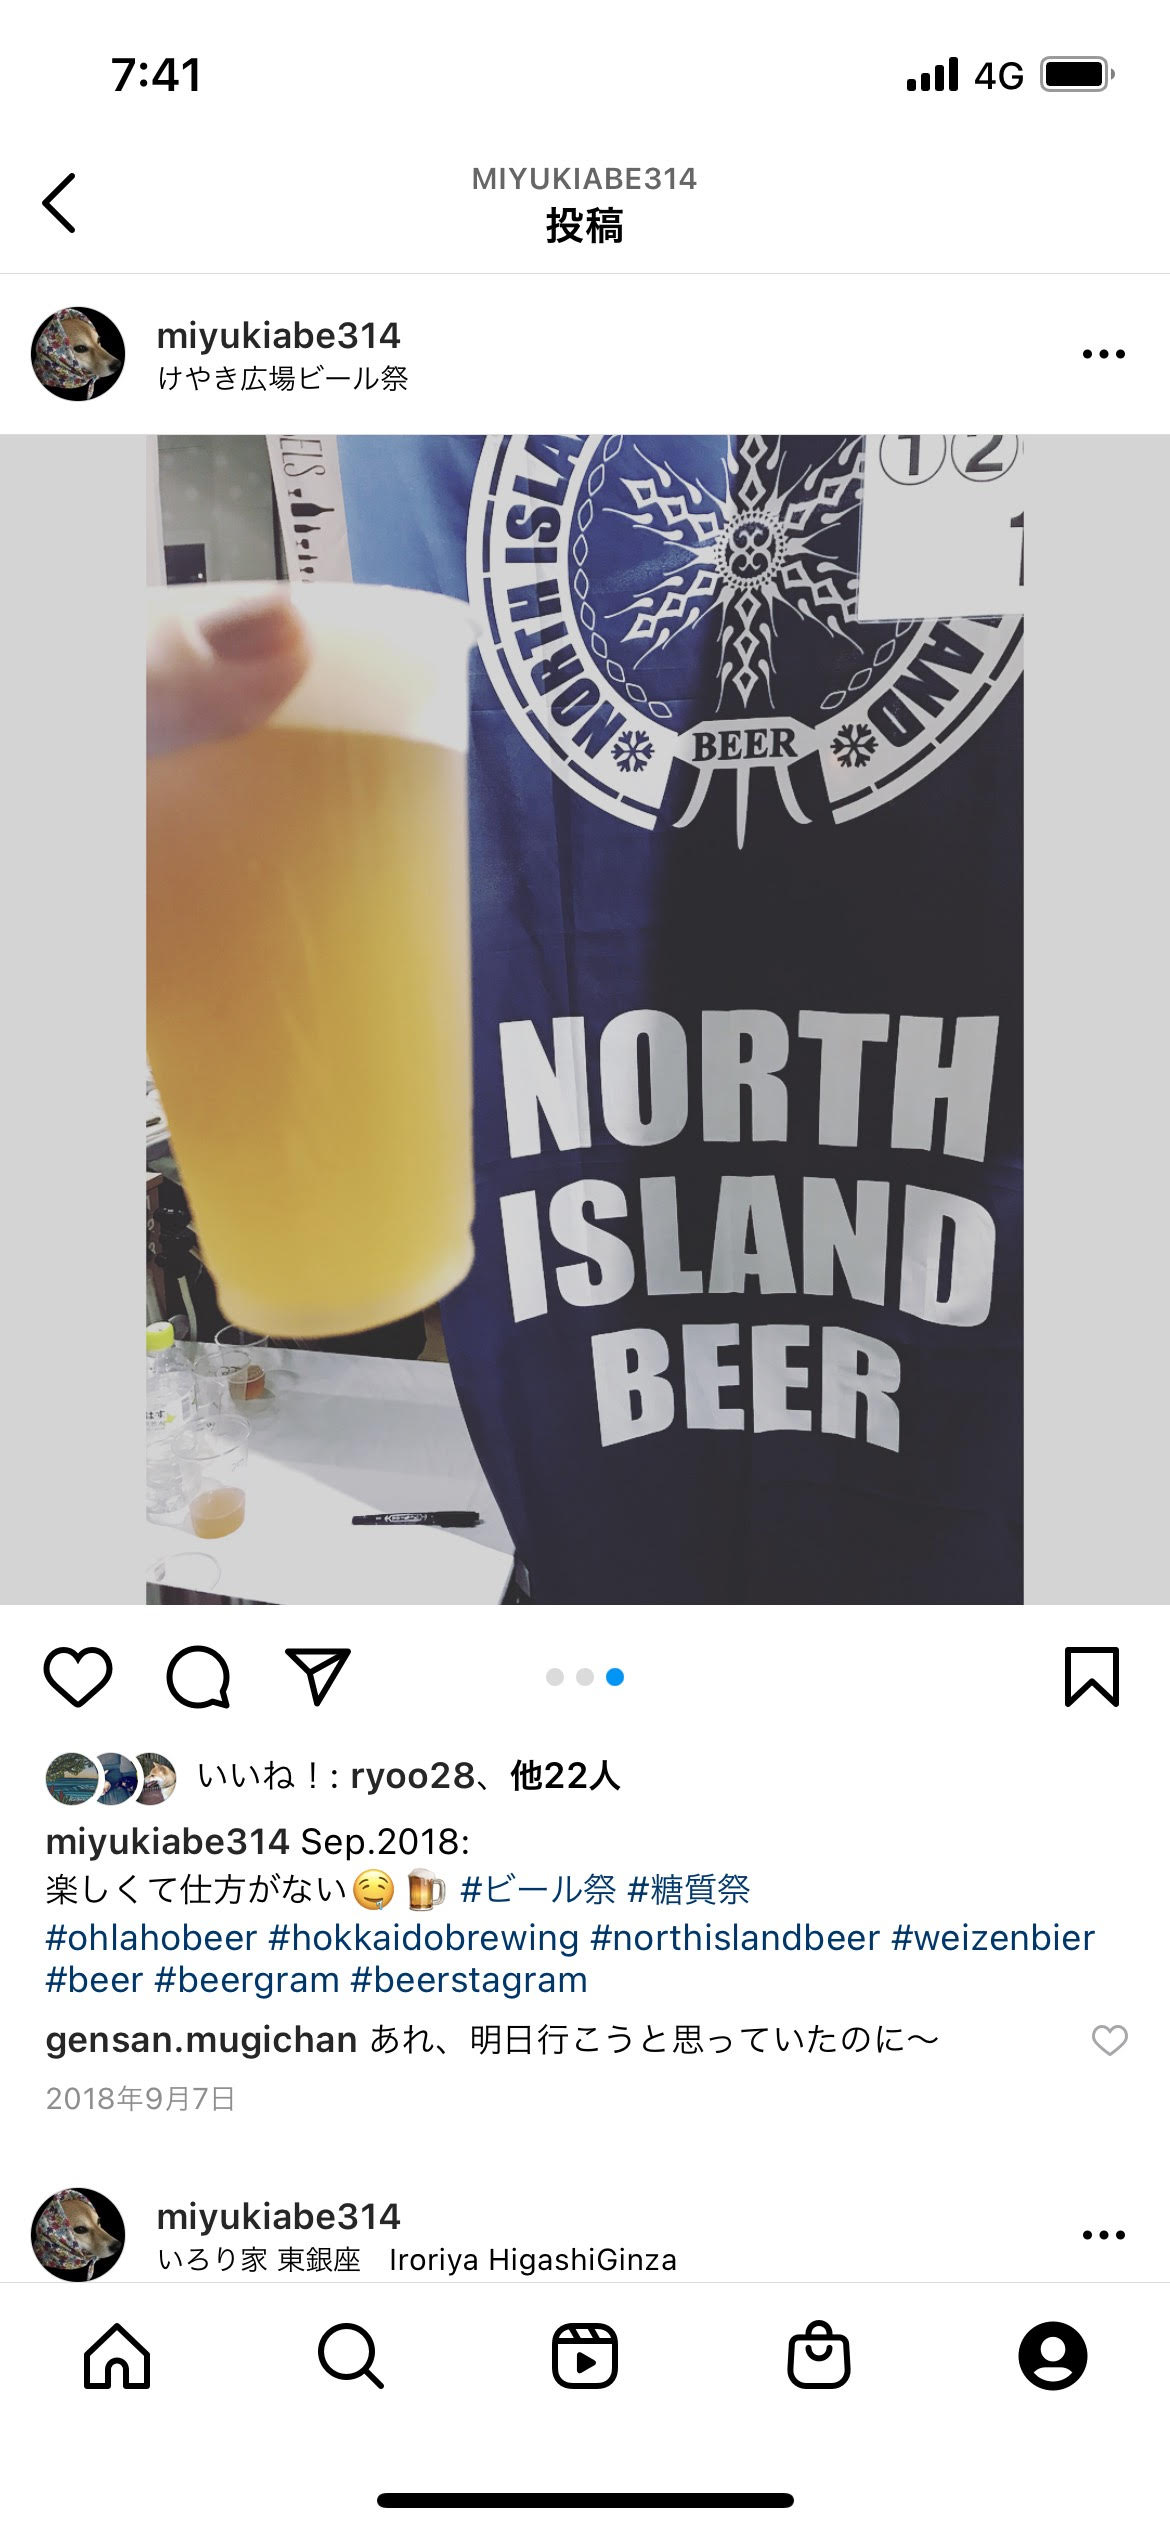 7:41
4G
MIYUKIABE314
投稿
miyukiabe314
けやき広場ビール祭
ELS
①②
1
NORTH ISLAND
BEER
NORTH
ISLAND
BEER
いいね!: ryoo28、他22人
miyukiabe314 Sep.2018:
楽しくて仕方がない🤤🍺 #ビール祭 #糖質祭
#ohlahobeer #hokkaidobrewing #northislandbeer #weizenbier
#beer #beergram #beerstagram
gensan.mugichan あれ、明日行こうと思っていたのに〜
2018年9月7日
miyukiabe314
いろり家 東銀座　Iroriya HigashiGinza